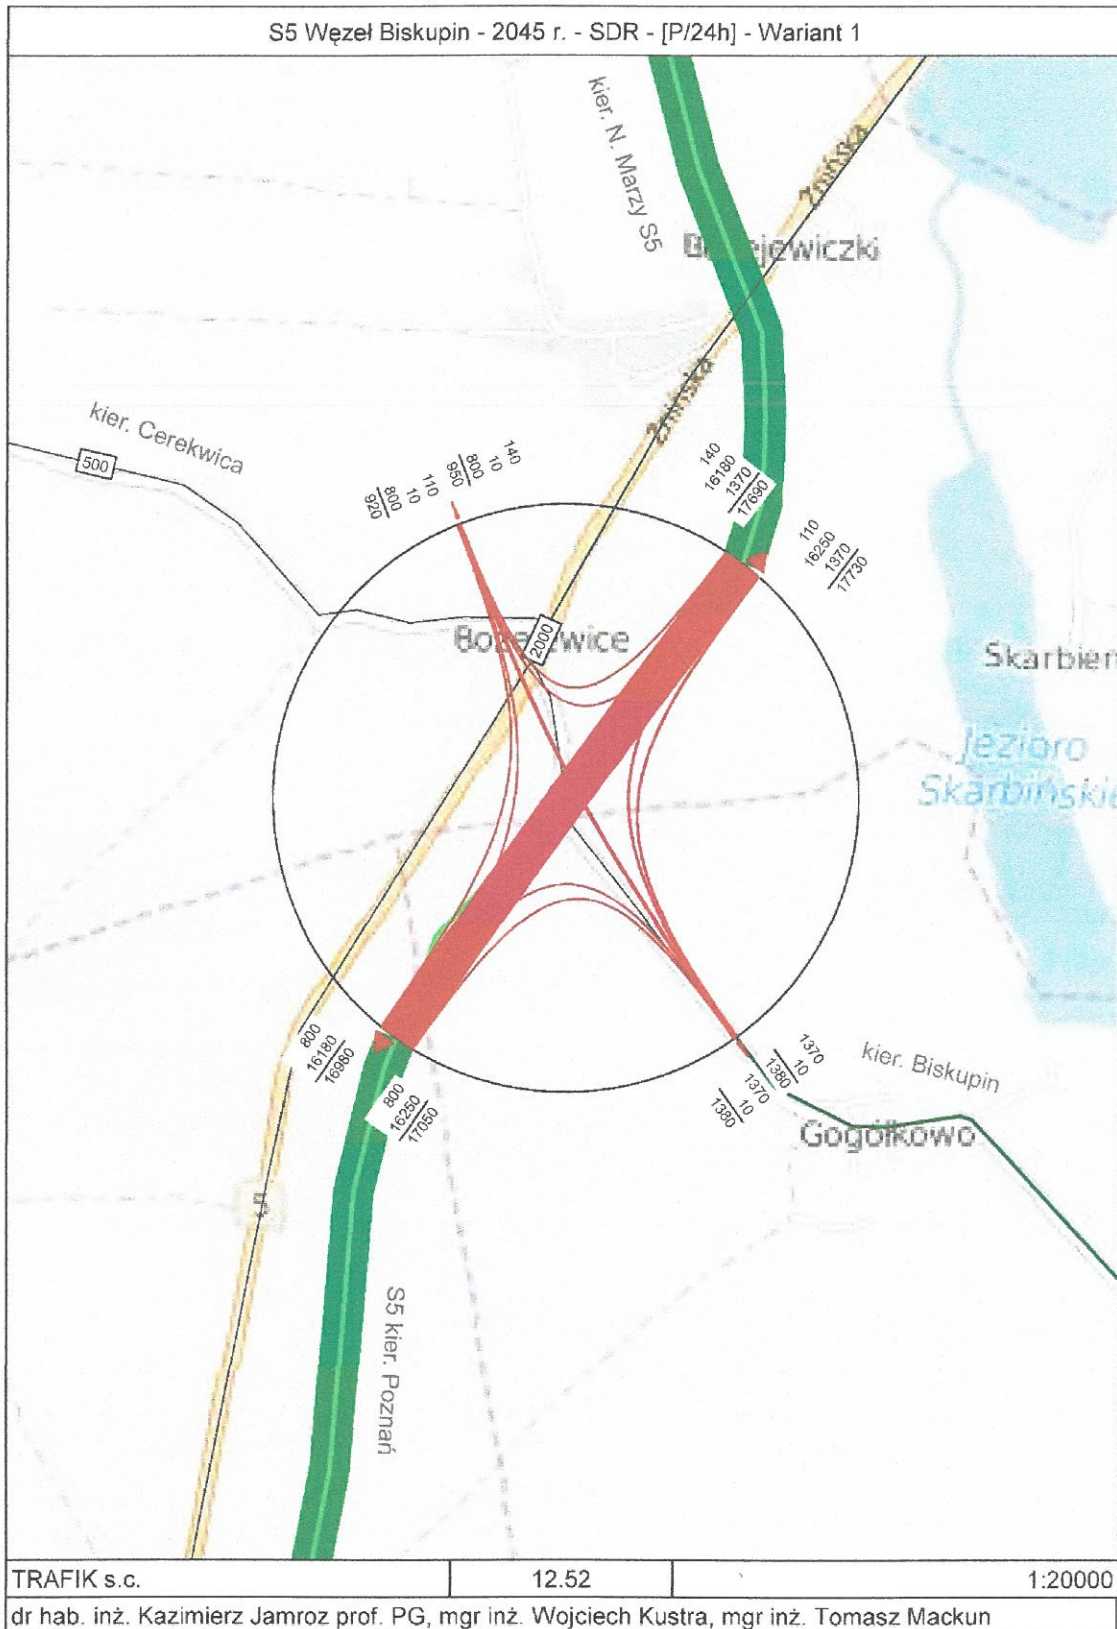 S5 Węzeł Biskupin - 2045 r. - SDR - [P/24h] - Wariant 1
kier. N. Marzy S5
Żnińska
Żnińska
kier. Cerekwica
500
140
10
800
950
110
10
800
920
140
16180
1370
17690
110
16250
1370
17730
2000
Skarbien
Jezioro
Skarbińskie
800
16180
16980
800
16250
17050
1370
10
1380
1370
10
1380
kier. Biskupin
Gogółkowo
S5 kier. Poznań
TRAFIK s.c.
12.52
1:20000
dr hab. inż. Kazimierz Jamroz prof. PG, mgr inż. Wojciech Kustra, mgr inż. Tomasz Mackun